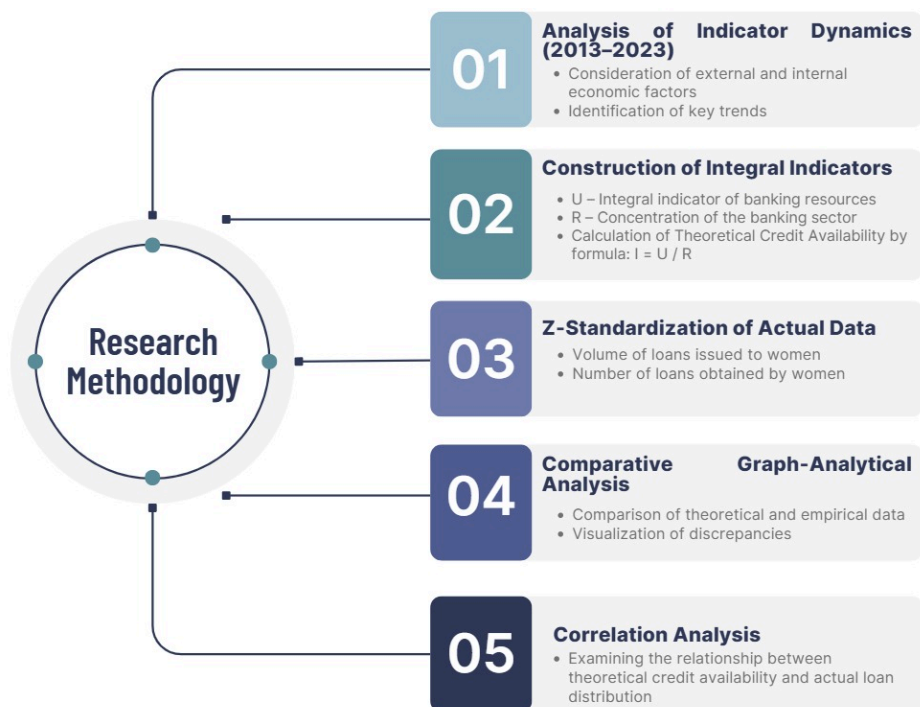 Research
Methodology
01
Analysis of Indicator Dynamics
(2013–2023)
• Consideration of external and internal
economic factors
• Identification of key trends
02
Construction of Integral Indicators
• U – Integral indicator of banking resources
• R – Concentration of the banking sector
• Calculation of Theoretical Credit Availability by
formula: I = U / R
03
Z-Standardization of Actual Data
• Volume of loans issued to women
• Number of loans obtained by women
04
Comparative Graph-Analytical
Analysis
• Comparison of theoretical and empirical data
• Visualization of discrepancies
05
Correlation Analysis
• Examining the relationship between
theoretical credit availability and actual loan
distribution